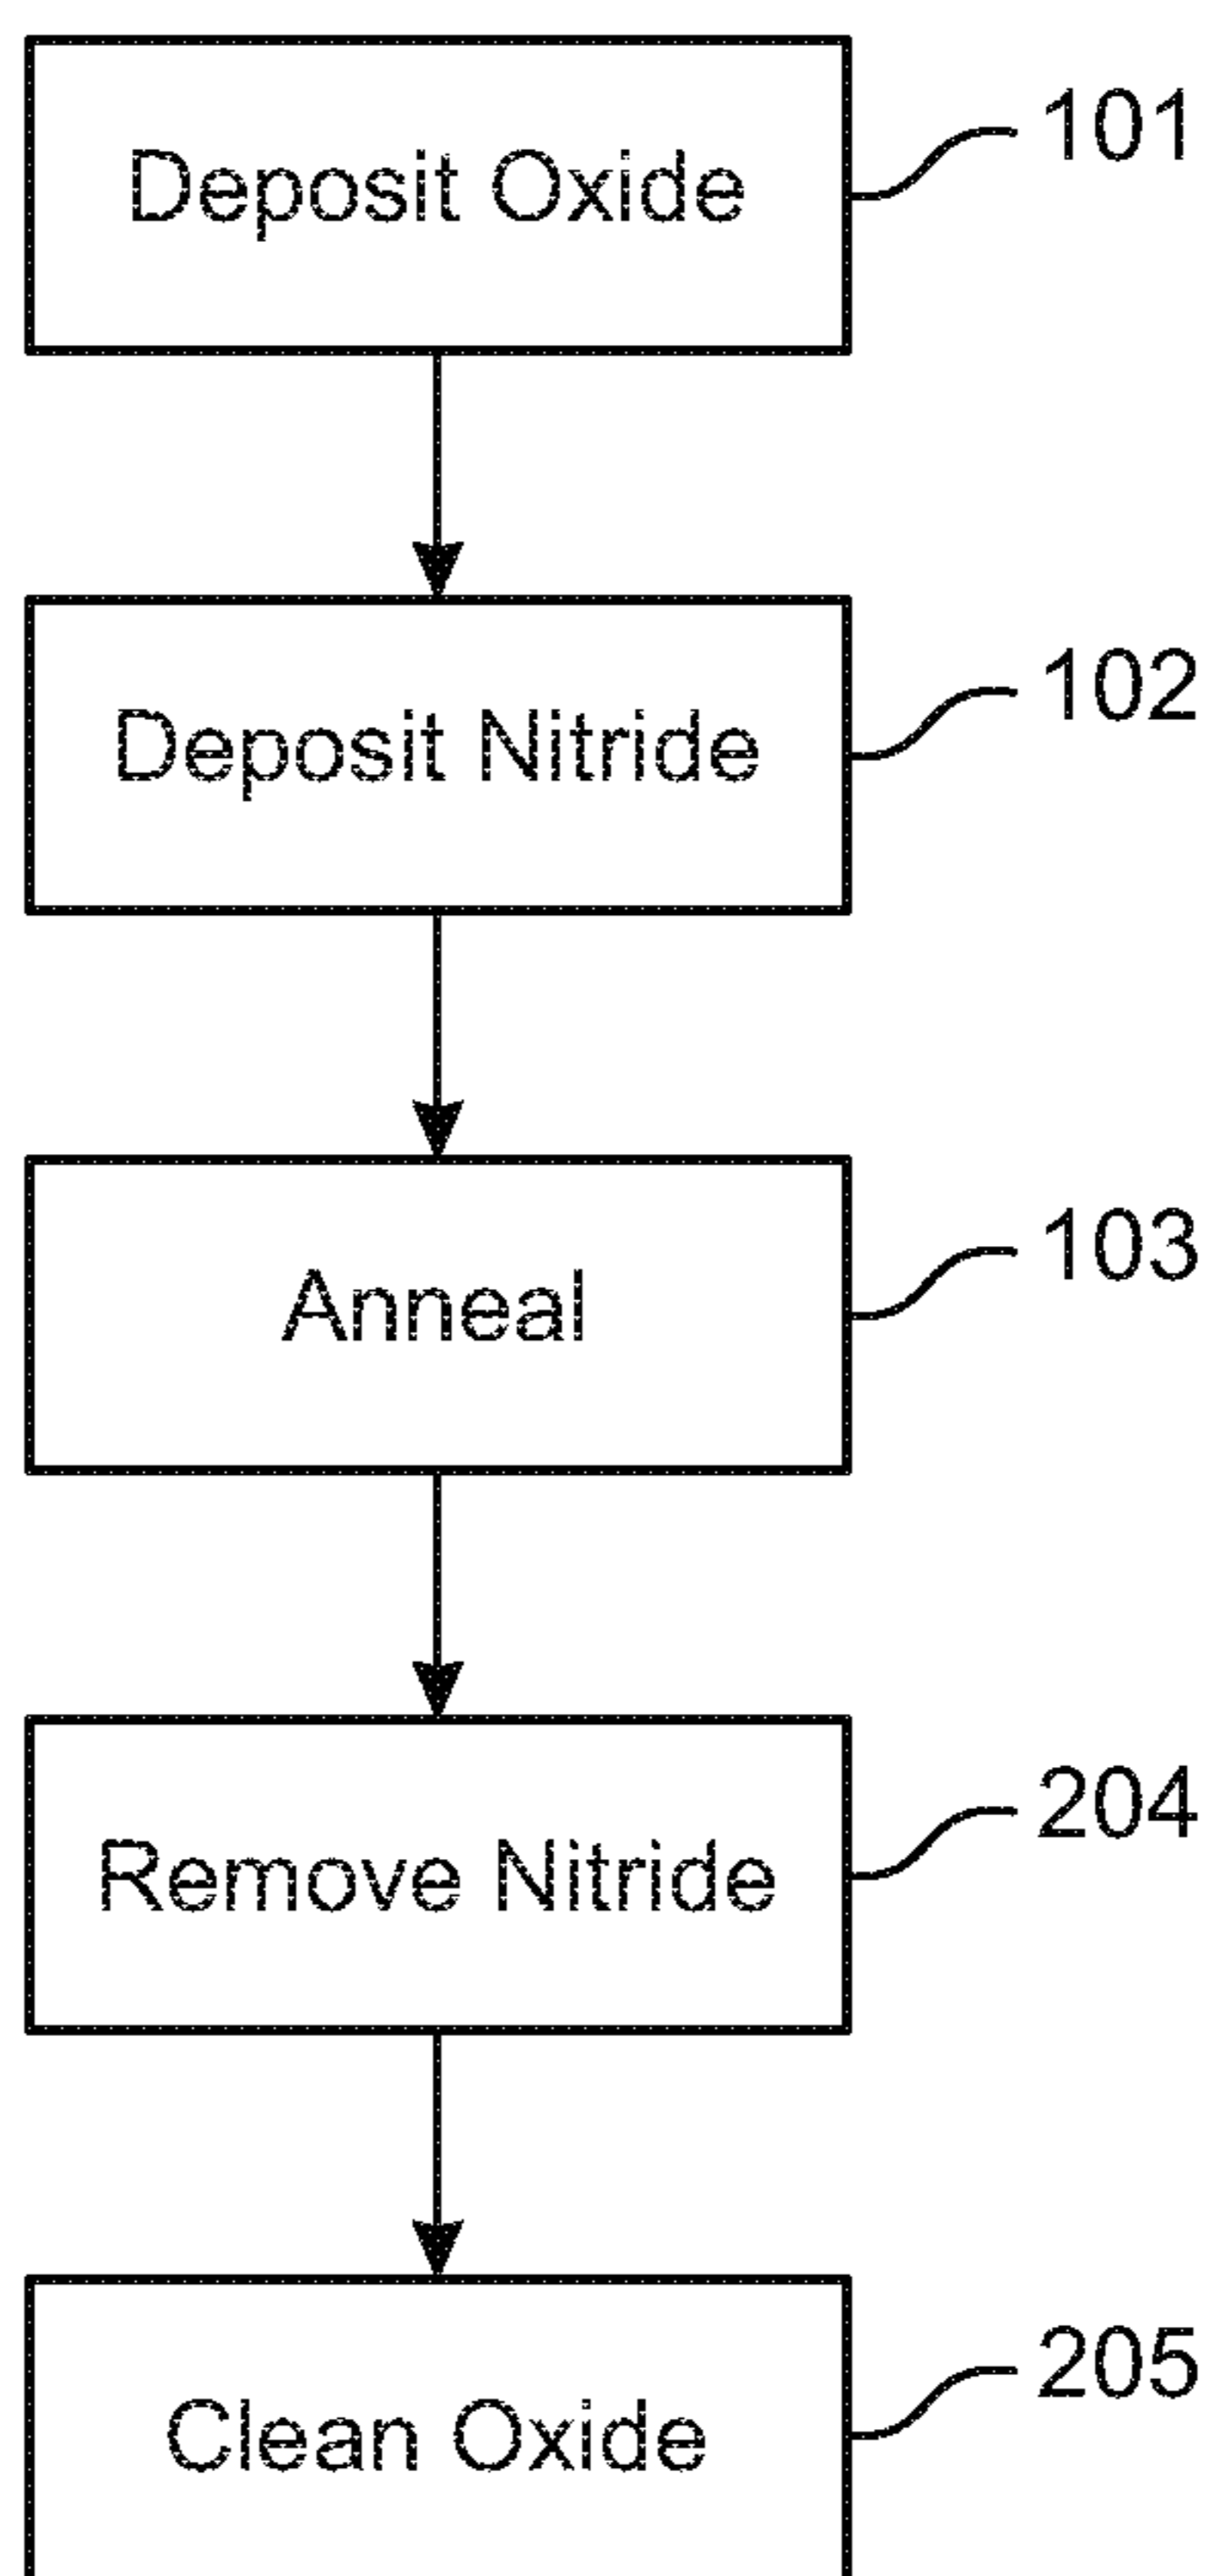 Deposit Oxide
101
Deposit Nitride
102
Anneal
103
Remove Nitride
204
Clean Oxide
205